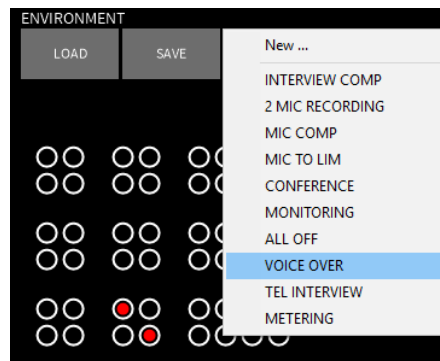 ENVIRONMENT
LOAD
SAVE
New ...
INTERVIEW COMP
2 MIC RECORDING
MIC COMP
MIC TO LIM
CONFERENCE
MONITORING
ALL OFF
VOICE OVER
TEL INTERVIEW
METERING